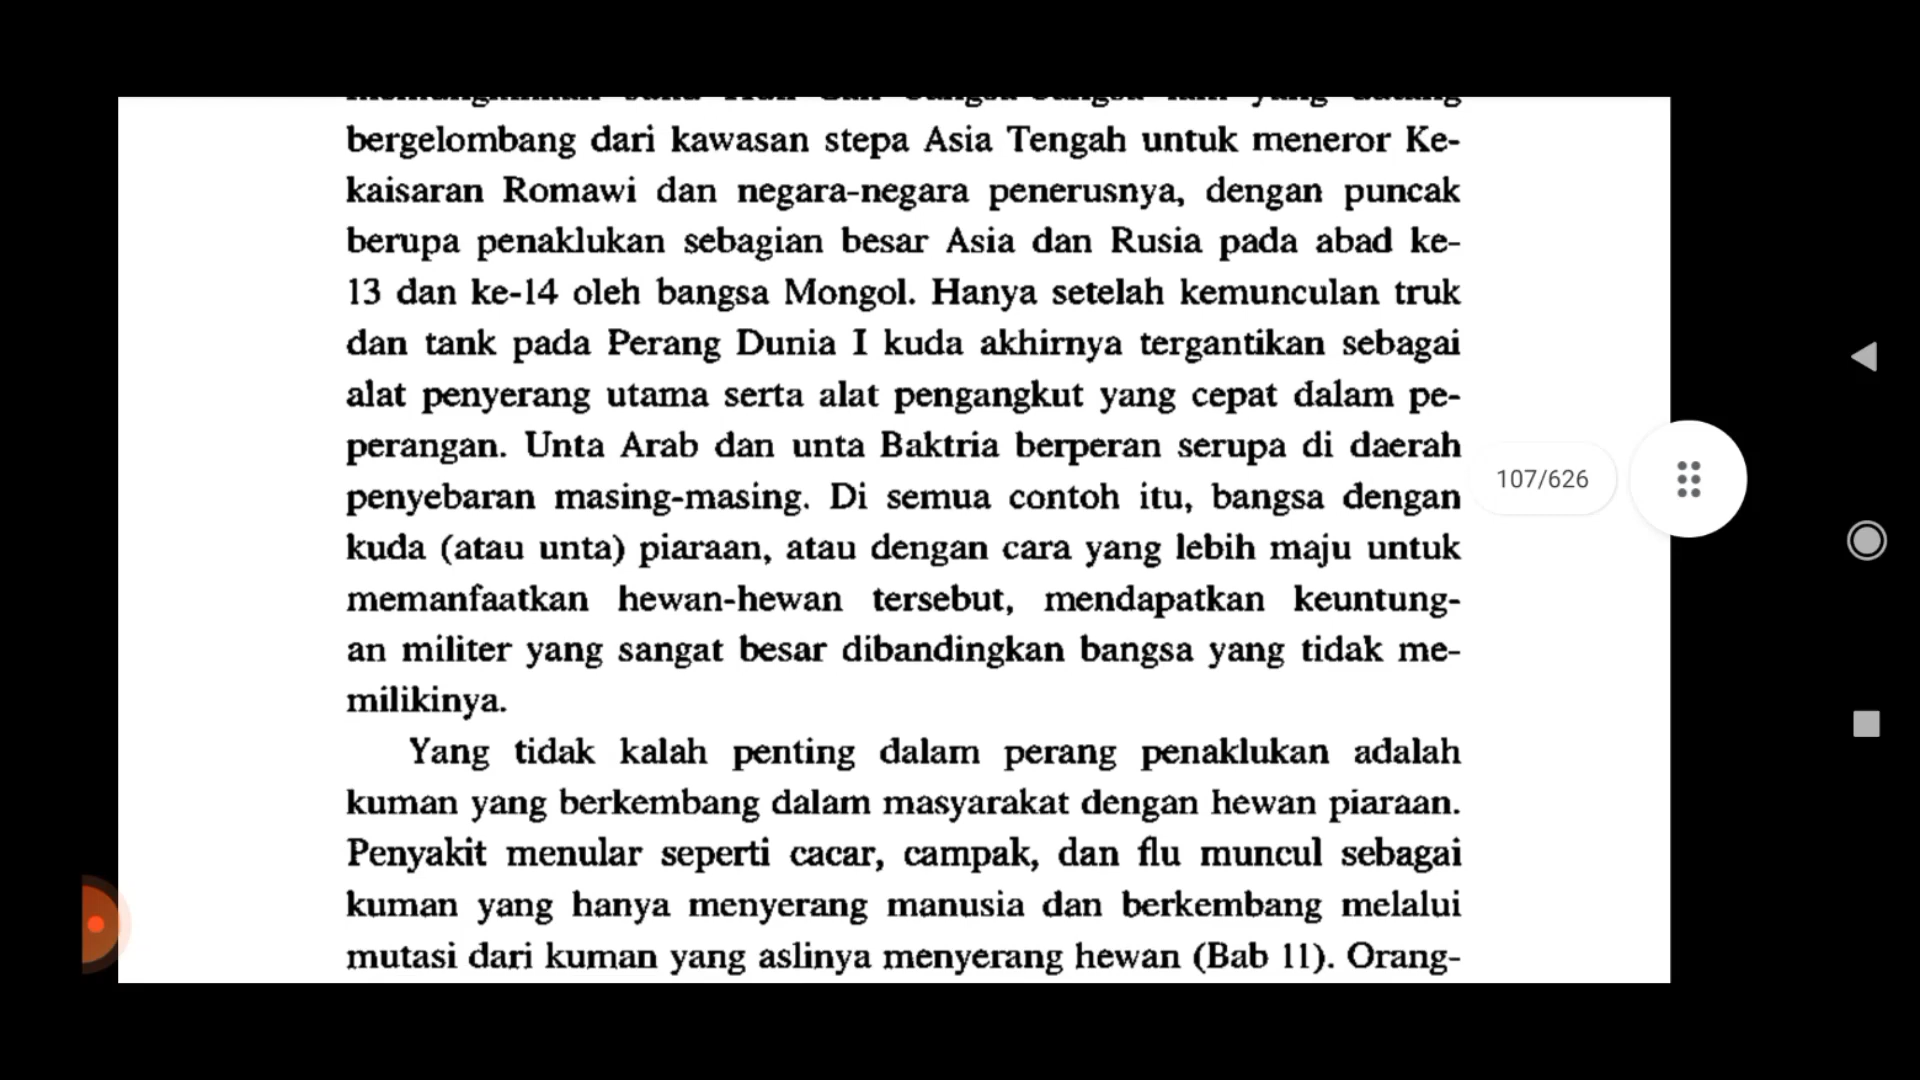 bergelombang dari kawasan stepa Asia Tengah untuk meneror Ke-
kaisaran Romawi dan negara-negara penerusnya, dengan puncak
berupa penaklukan sebagian besar Asia dan Rusia pada abad ke-
13 dan ke-14 oleh bangsa Mongol. Hanya setelah kemunculan truk
dan tank pada Perang Dunia I kuda akhirnya tergantikan sebagai
alat penyerang utama serta alat pengangkut yang cepat dalam pe-
perangan. Unta Arab dan unta Baktria berperan serupa di daerah
penyebaran masing-masing. Di semua contoh itu, bangsa dengan
kuda (atau unta) piaraan, atau dengan cara yang lebih maju untuk
memanfaatkan hewan-hewan tersebut, mendapatkan keuntung-
an militer yang sangat besar dibandingkan bangsa yang tidak me-
milikinya.
Yang tidak kalah penting dalam perang penaklukan adalah
kuman yang berkembang dalam masyarakat dengan hewan piaraan.
Penyakit menular seperti cacar, campak, dan flu muncul sebagai
kuman yang hanya menyerang manusia dan berkembang melalui
mutasi dari kuman yang aslinya menyerang hewan (Bab 11). Orang-
107/626